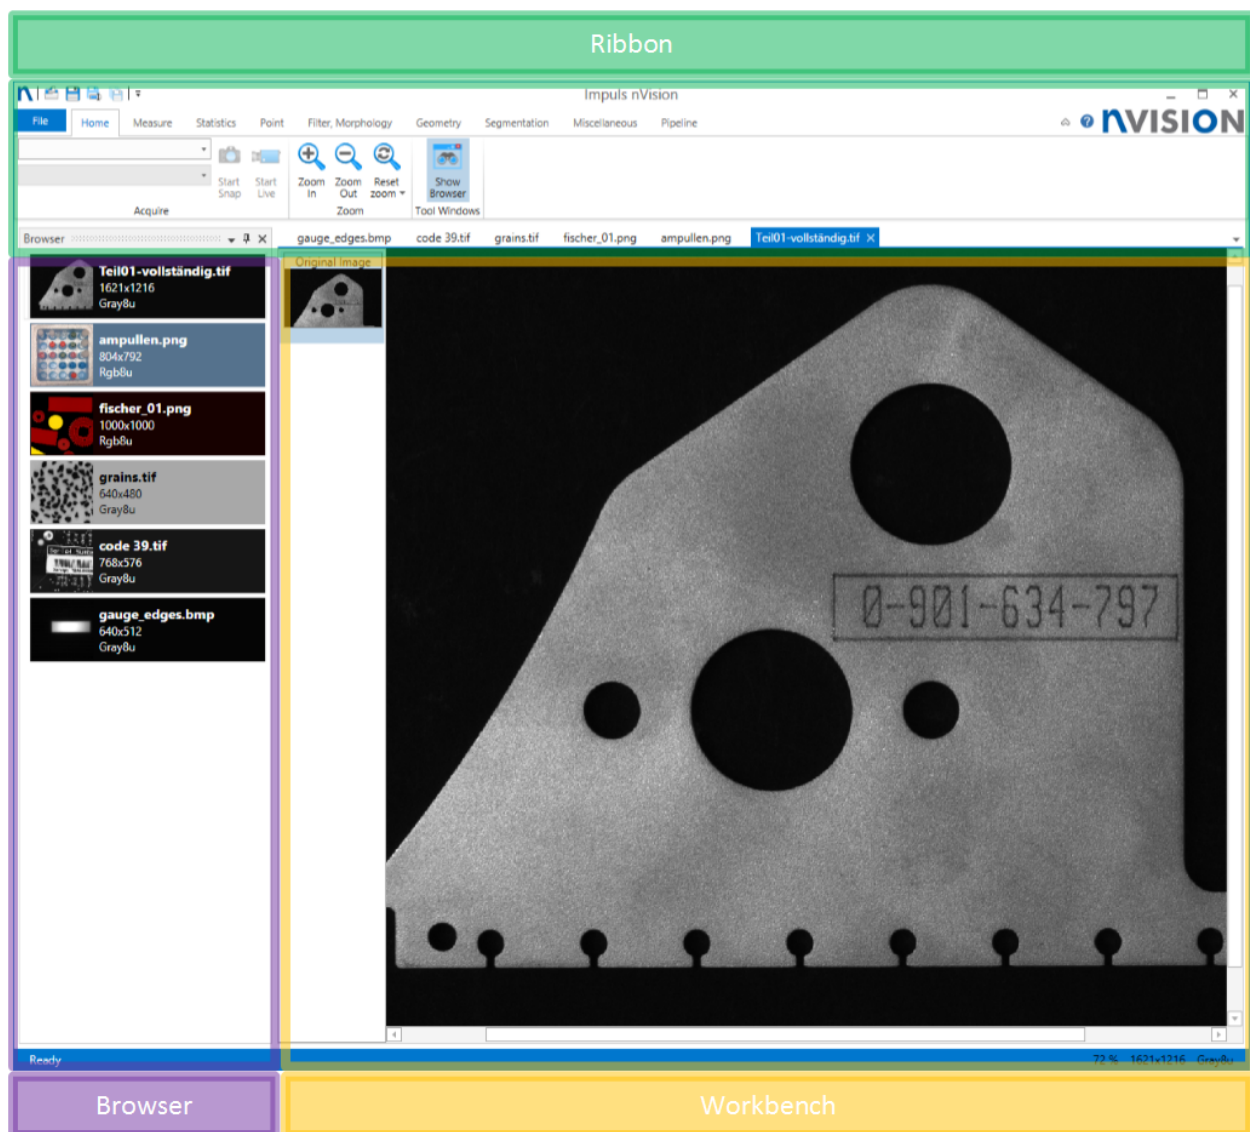 Ribbon
Impuls nVision
File Home Measure Statistics Point Filter, Morphology Geometry Segmentation Miscellaneous Pipeline
nVISION
Start Snap
Start Live
Zoom In
Zoom Out
Reset zoom
Show Browser
Acquire Zoom Tool Windows
Browser
gauge_edges.bmp code 39.tif grains.tif fischer_01.png ampullen.png Teil01-vollständig.tif
Teil01-vollständig.tif
1621x1216
Gray8u
ampullen.png
804x792
Rgb8u
fischer_01.png
1000x1000
Rgb8u
grains.tif
640x480
Gray8u
code 39.tif
768x576
Gray8u
gauge_edges.bmp
640x512
Gray8u
Original Image
0-901-634-797
Ready
72 % 1621x1216 Gray8u
Browser
Workbench